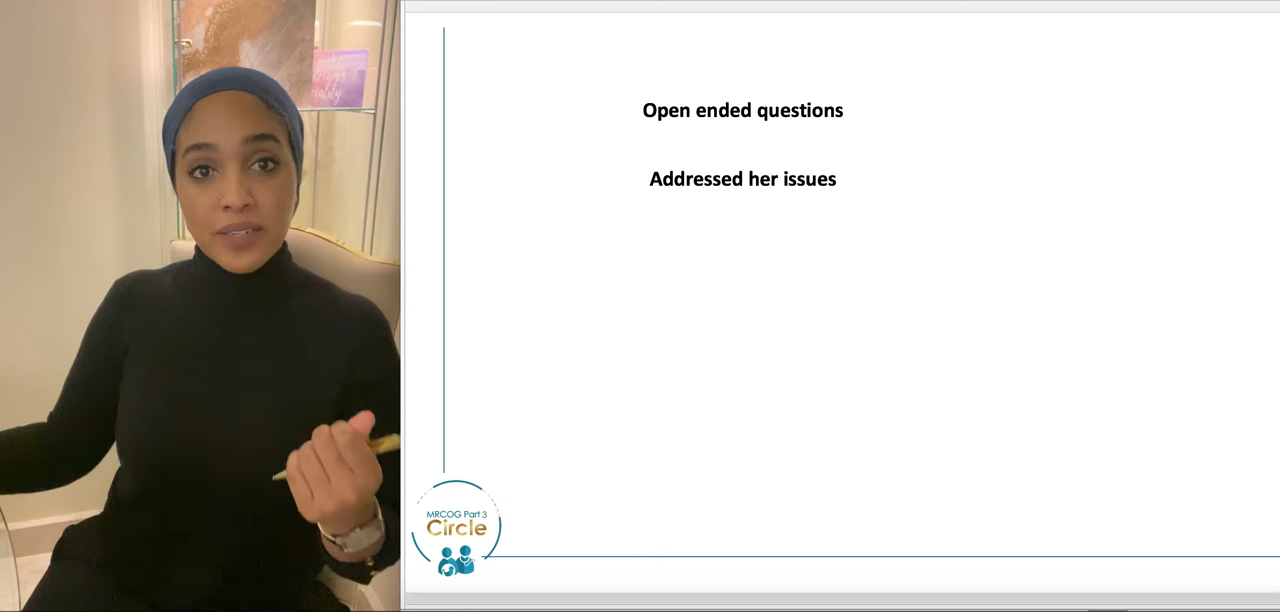 Open ended questions
Addressed her issues
MRCOG Part 3
Circle